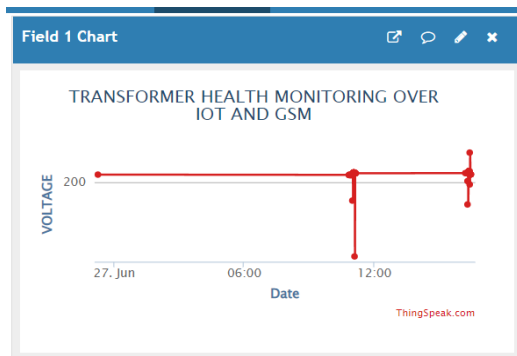 Field 1 Chart
TRANSFORMER HEALTH MONITORING OVER
IOT AND GSM
VOLTAGE
200
27. Jun
06:00
12:00
Date
ThingSpeak.com